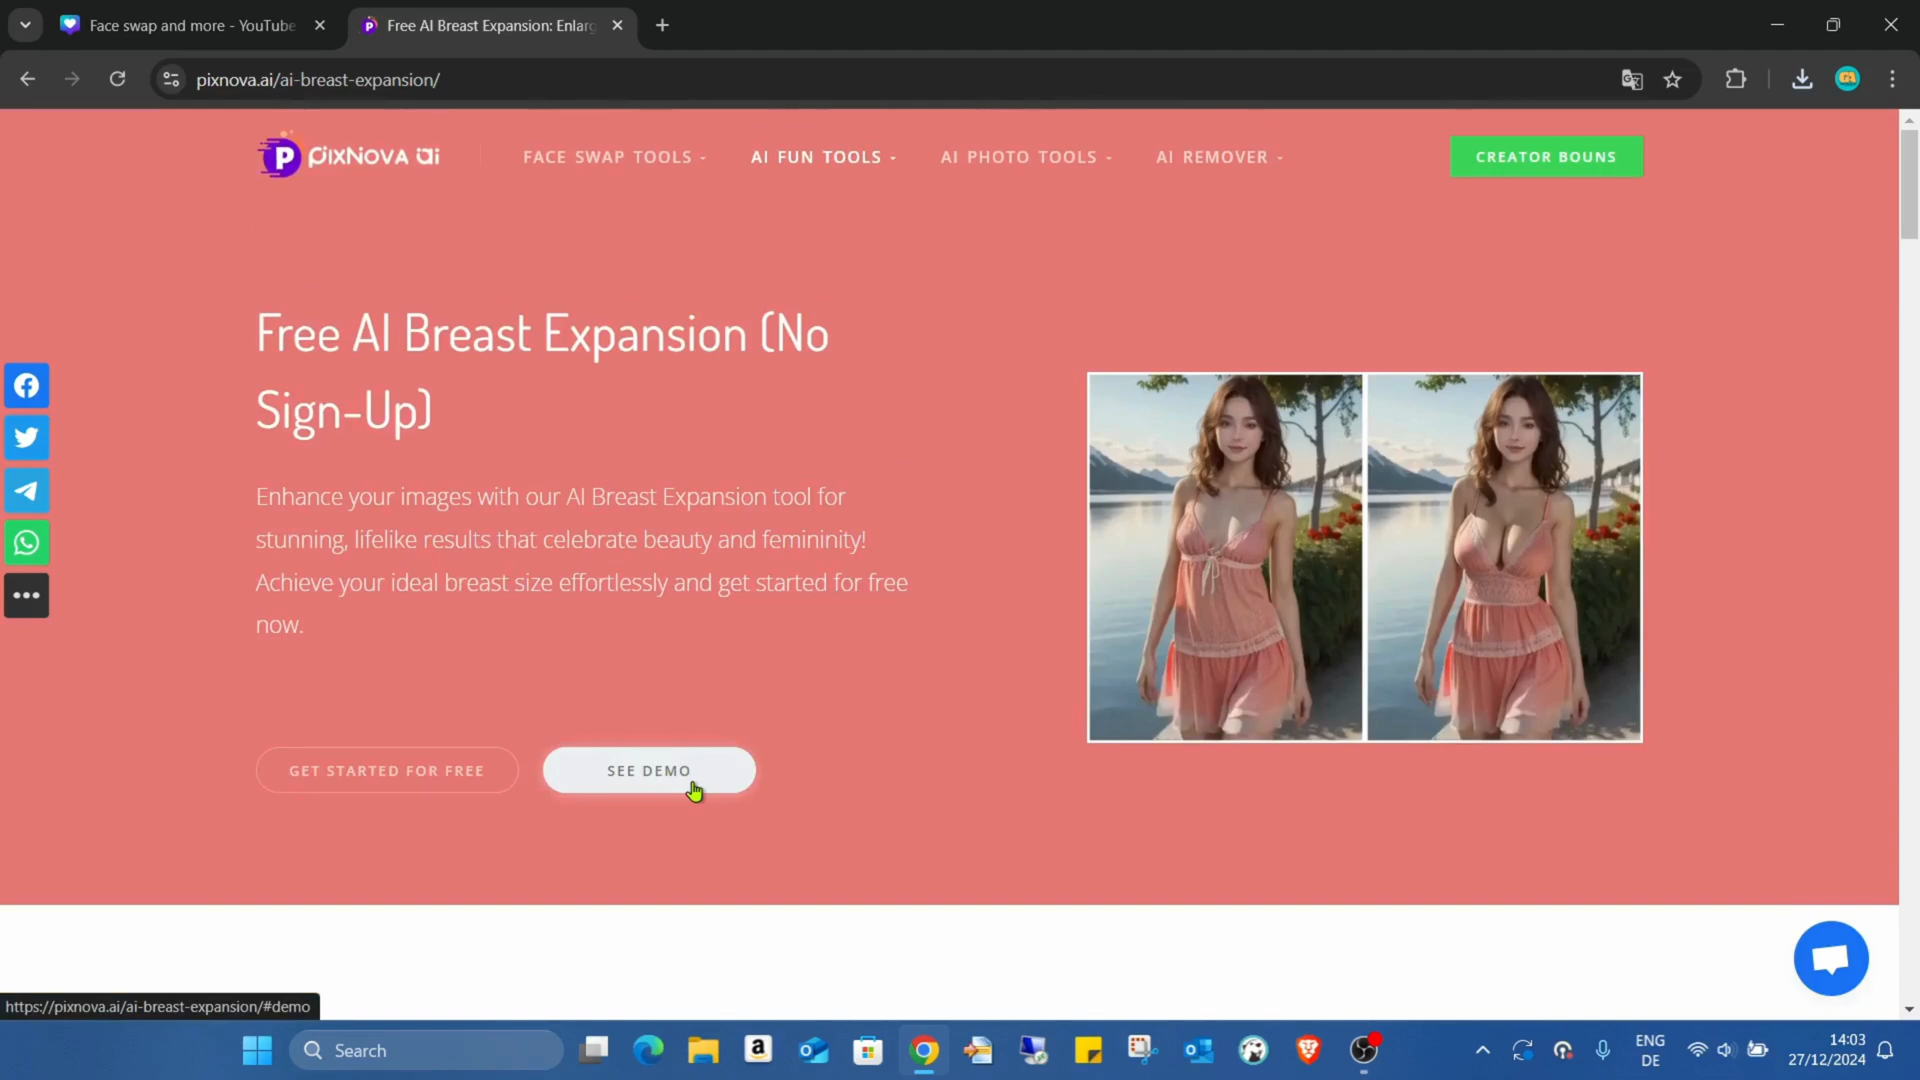 Face swap and more - YouTube
Free AI Breast Expansion: Enlarg
pixnova.ai/ai-breast-expansion/
P PixNova ai
FACE SWAP TOOLS
AI FUN TOOLS
AI PHOTO TOOLS
AI REMOVER
CREATOR BOUNS
Free AI Breast Expansion (No
Sign-Up)
Enhance your images with our AI Breast Expansion tool for
stunning, lifelike results that celebrate beauty and femininity!
Achieve your ideal breast size effortlessly and get started for free
now.
GET STARTED FOR FREE
SEE DEMO
https://pixnova.ai/ai-breast-expansion/#demo
Search
ENG
DE
14:03
27/12/2024